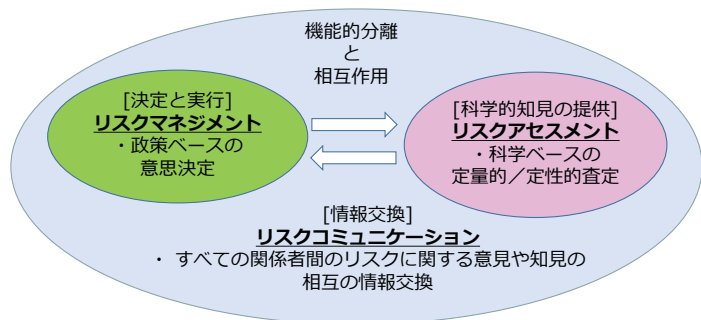 機能的分離
と
相互作用
[決定と実行]
リスクマネジメント
・政策ベースの
意思決定
[科学的知見の提供]
リスクアセスメント
・科学ベースの
定量的／定性的査定
[情報交換]
リスクコミュニケーション
・ すべての関係者間のリスクに関する意見や知見の
相互の情報交換